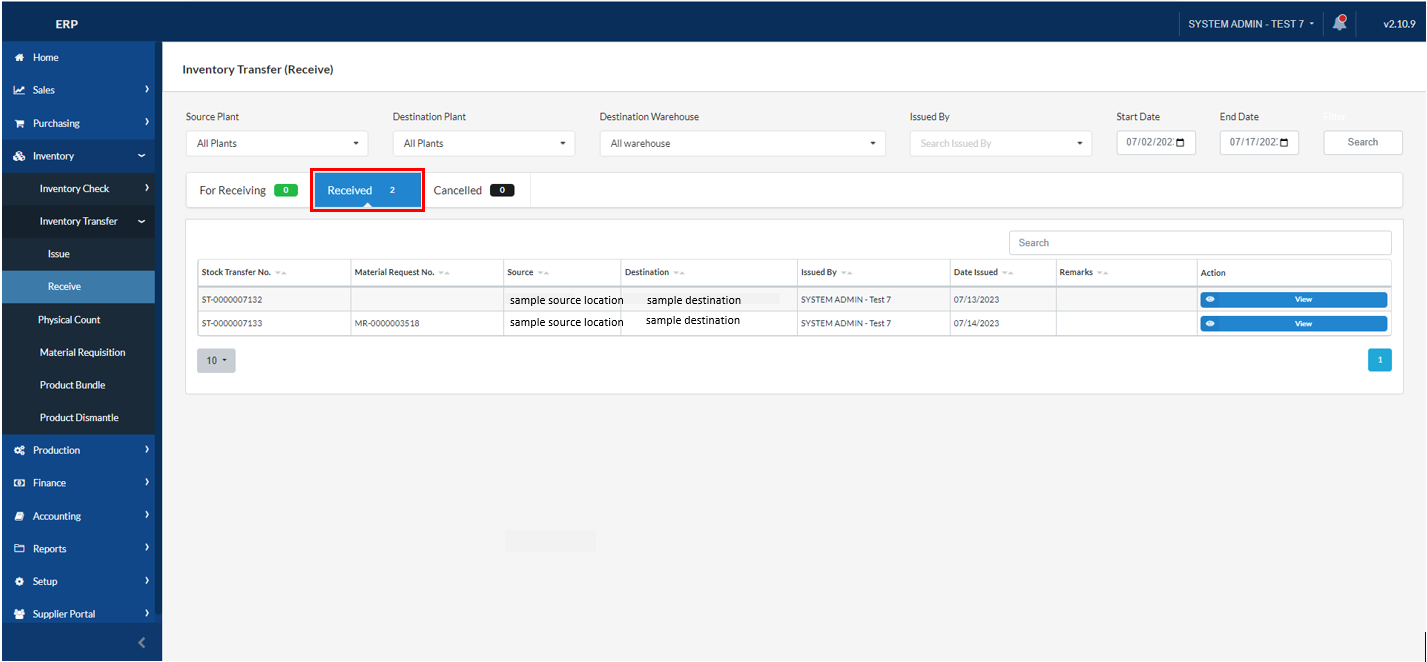 ERP
SYSTEM ADMIN - TEST 7
v2.10.9
Home
Sales
Purchasing
Inventory
Inventory Check
Inventory Transfer
Issue
Receive
Physical Count
Material Requisition
Product Bundle
Product Dismantle
Production
Finance
Accounting
Reports
Setup
Supplier Portal
Inventory Transfer (Receive)
Source Plant
Destination Plant
Destination Warehouse
Issued By
Start Date
End Date
Filter
All Plants
All Plants
All warehouse
Search Issued By
07/02/202
07/17/202
Search
For Receiving 0
Received 2
Cancelled 0
Search
Stock Transfer No. Material Request No. Source Destination Issued By Date Issued Remarks Action
ST-0000007132 sample source location sample destination SYSTEM ADMIN - Test 7 07/13/2023 View
ST-0000007133 MR-0000003518 sample source location sample destination SYSTEM ADMIN - Test 7 07/14/2023 View
10
1